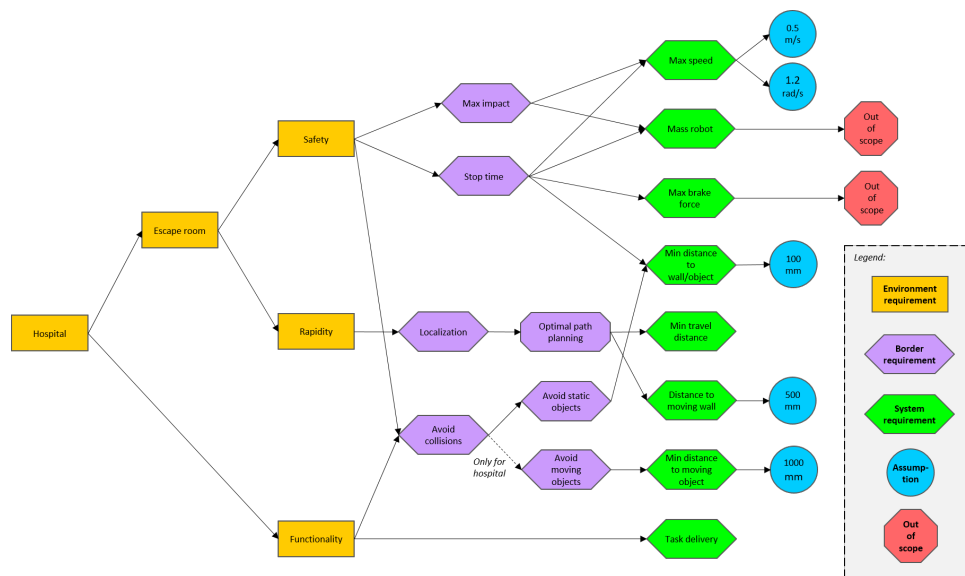 0.5
m/s
Max speed
1.2
rad/s
Max impact
Mass robot
Out
of
scope
Safety
Stop time
Max brake
force
Out
of
scope
Escape room
Min distance
to
wall/object
100
mm
Hospital
Rapidity
Localization
Optimal path
planning
Min travel
distance
Avoid static
objects
Distance to
moving wall
500
mm
Avoid
collisions
Only for
hospital
Avoid
moving
objects
Min distance
to moving
object
1000
mm
Functionality
Task delivery
Legend:
Environment
requirement
Border
requirement
System
requirement
Assump-
tion
Out
of
scope